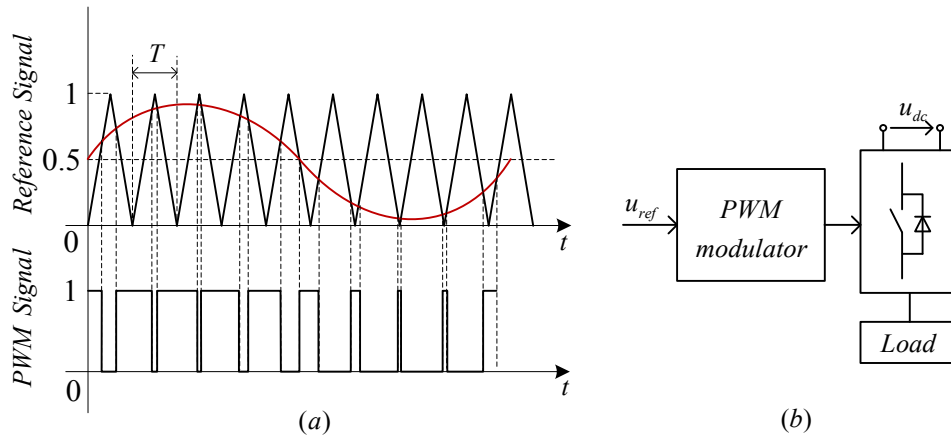 Reference Signal
1
0.5
0
T
t
PWM Signal
1
0
t
(a)
u_ref
PWM
modulator
u_dc
Load
(b)